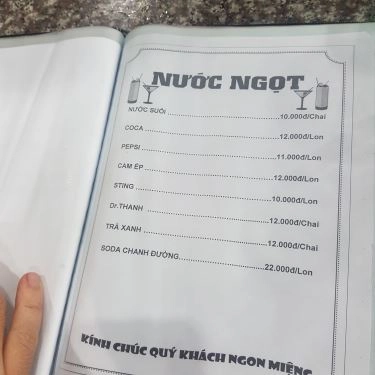 NƯỚC NGỌT
NƯỚC SUỐI ................10.000đ/Chai
COCA ................12.000đ/Lon
PEPSI ................11.000đ/Lon
CAM ÉP ................12.000đ/Lon
STING ................10.000đ/Lon
Dr.THANH ................12.000đ/Chai
TRÀ XANH ................12.000đ/Chai
SODA CHANH ĐƯỜNG ................22.000đ/Lon
KÍNH CHÚC QUÝ KHÁCH NGON MIỆNG